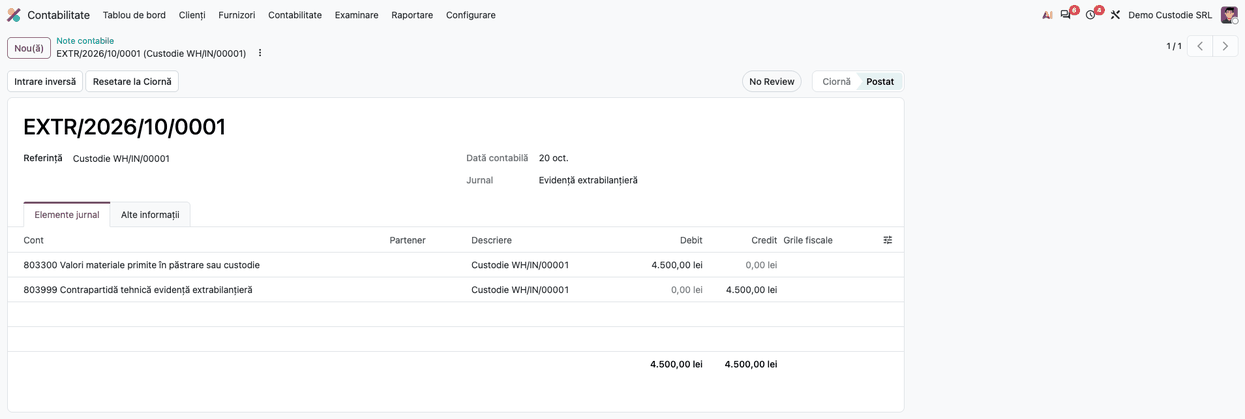 Contabilitate Tablou de bord Clienți Furnizori Contabilitate Examinare Raportare Configurare AI 6 4 Demo Custodie SRL
Nou(ă) Note contabile
EXTR/2026/10/0001 (Custodie WH/IN/00001) 1 / 1
Intrare inversă Resetare la Ciornă No Review Ciornă Postat
EXTR/2026/10/0001
Referință Custodie WH/IN/00001 Dată contabilă 20 oct.
Jurnal Evidență extrabilanțieră
Elemente jurnal Alte informații
Cont Partener Descriere Debit Credit Grile fiscale
803300 Valori materiale primite în păstrare sau custodie Custodie WH/IN/00001 4.500,00 lei 0,00 lei
803999 Contrapartidă tehnică evidență extrabilanțieră Custodie WH/IN/00001 0,00 lei 4.500,00 lei
4.500,00 lei 4.500,00 lei